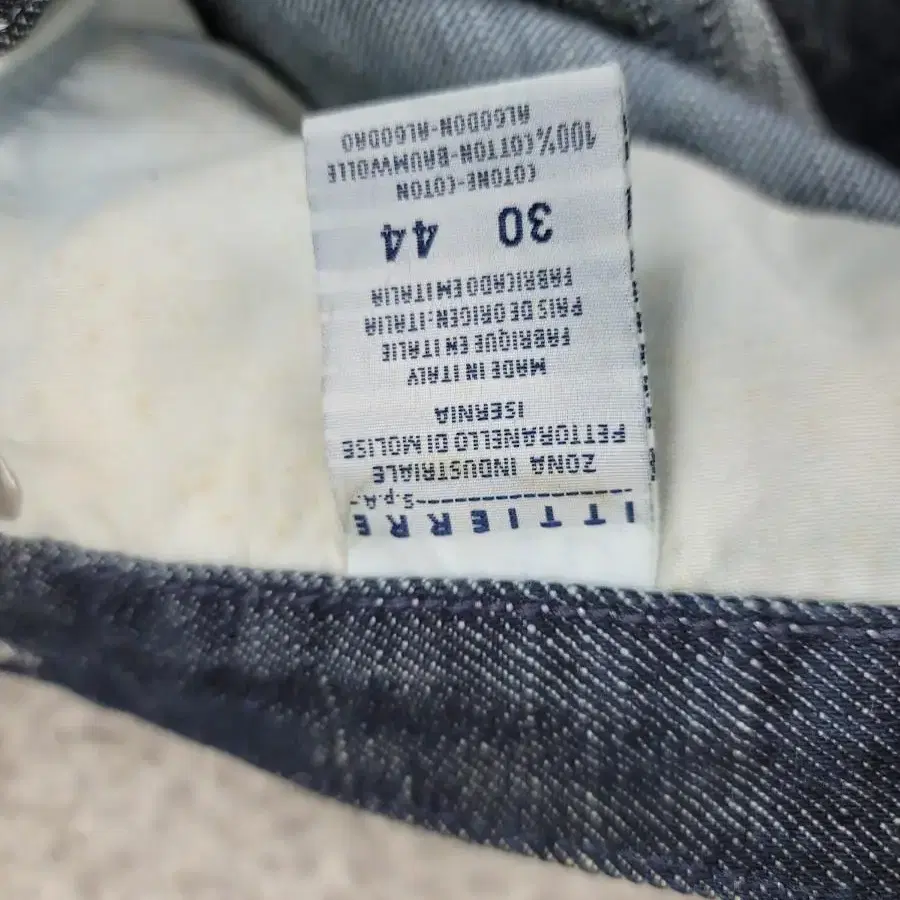 ITTIERRE
S.p.A.
ZONA INDUSTRIALE
PETTORANELLO DI MOLISE
ISERNIA
MADE IN ITALY
FABRIQUE EN ITALIE
PAIS DE ORIGEN:ITALIA
FABRICADO EM ITALIA
30 44
COTONE-COTON
100%COTTON-BAUMWOLLE
ALGODON-ALGODAO